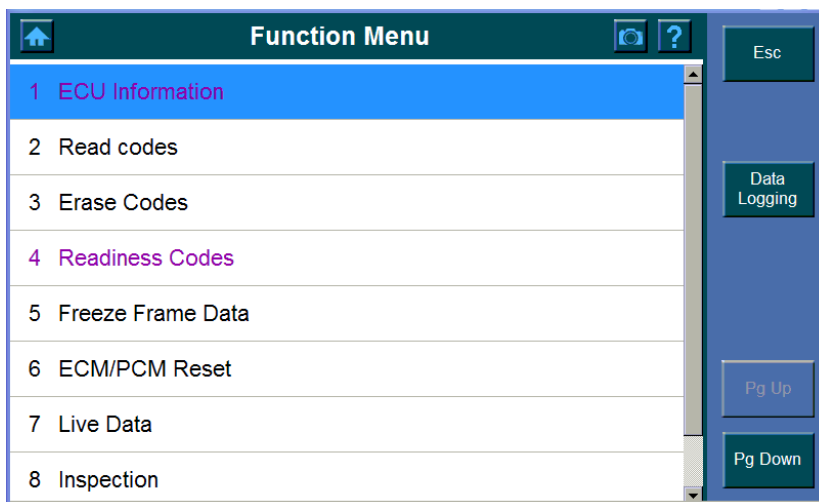 Function Menu
?
Esc
1 ECU Information
2 Read codes
Data
Logging
3 Erase Codes
4 Readiness Codes
5 Freeze Frame Data
6 ECM/PCM Reset
Pg Up
7 Live Data
Pg Down
8 Inspection